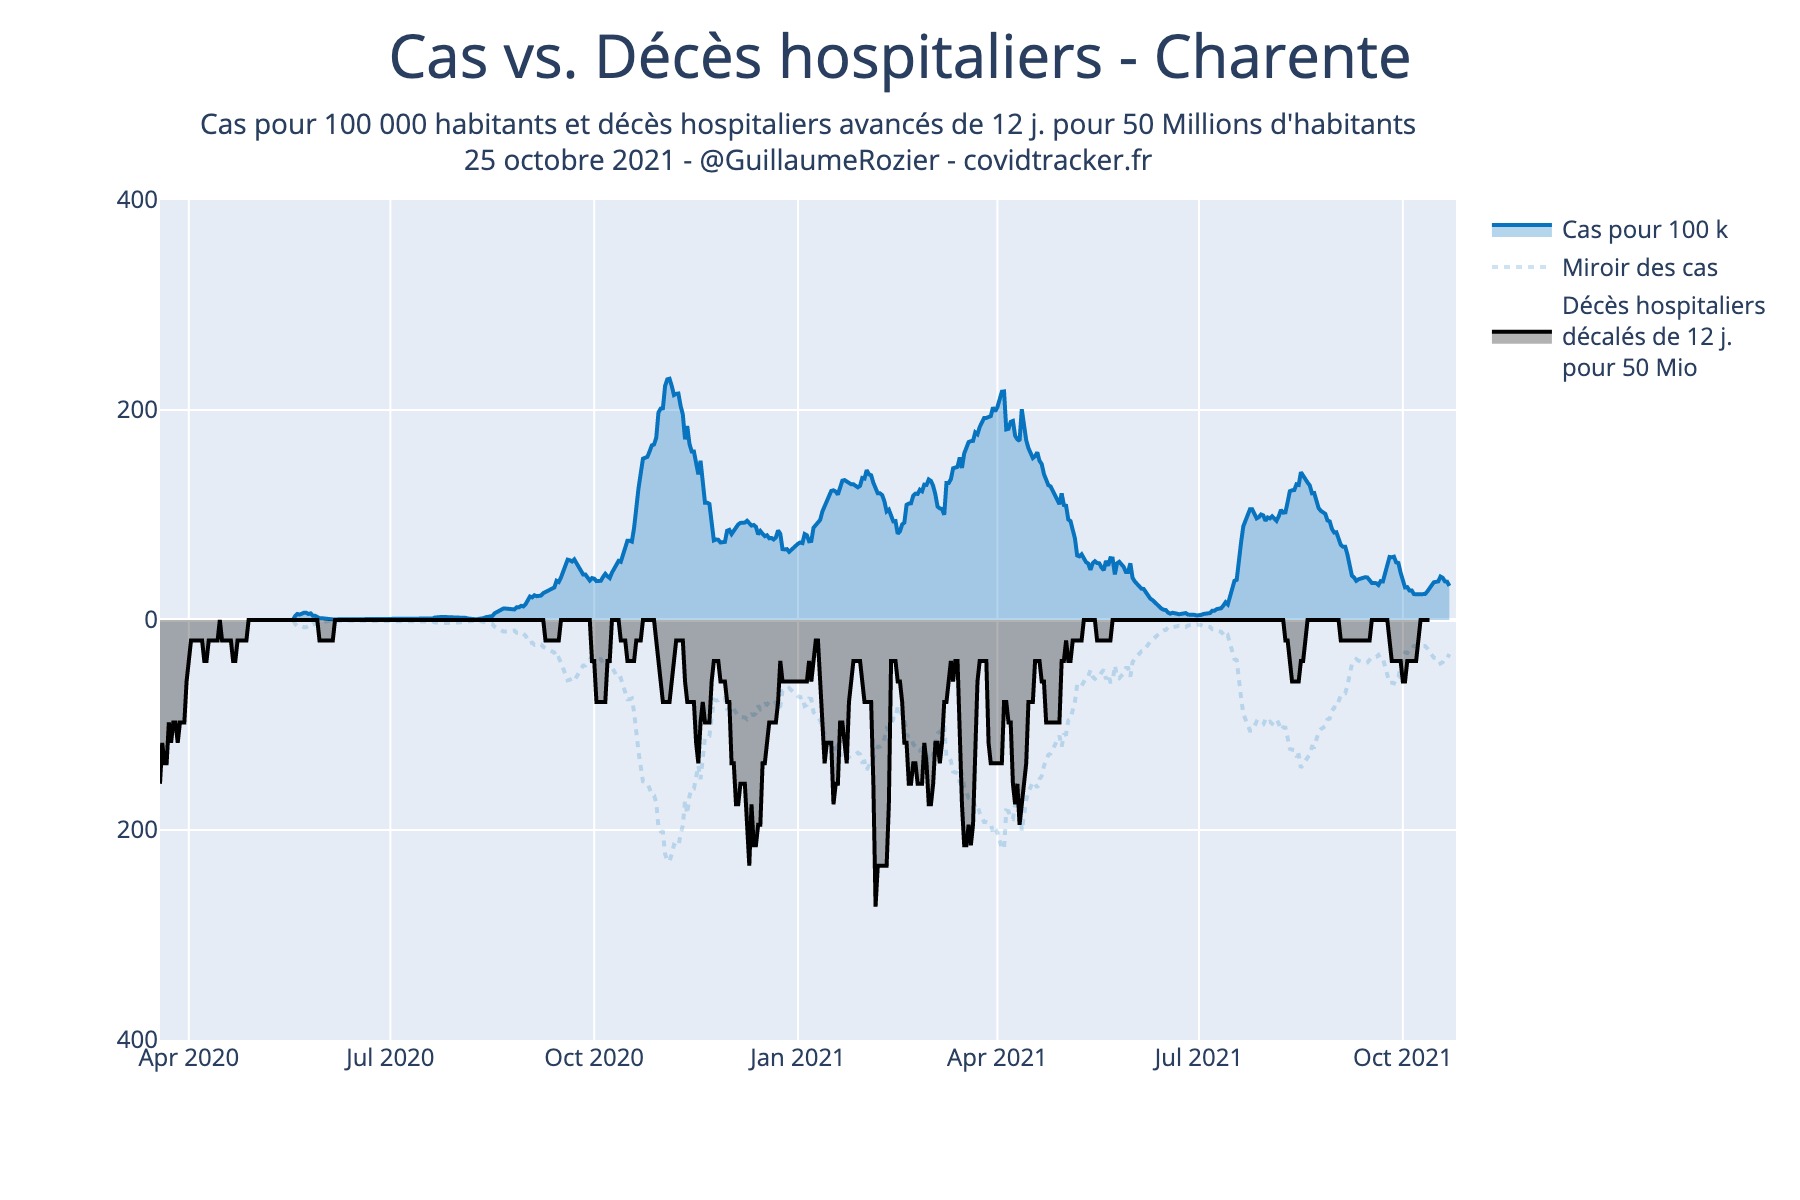 Cas vs. Décès hospitaliers - Charente
Cas pour 100 000 habitants et décès hospitaliers avancés de 12 j. pour 50 Millions d'habitants
25 octobre 2021 - @GuillaumeRozier - covidtracker.fr
400
200
0
200
400
Apr 2020
Jul 2020
Oct 2020
Jan 2021
Apr 2021
Jul 2021
Oct 2021
Cas pour 100 k
Miroir des cas
Décès hospitaliers
décalés de 12 j.
pour 50 Mio